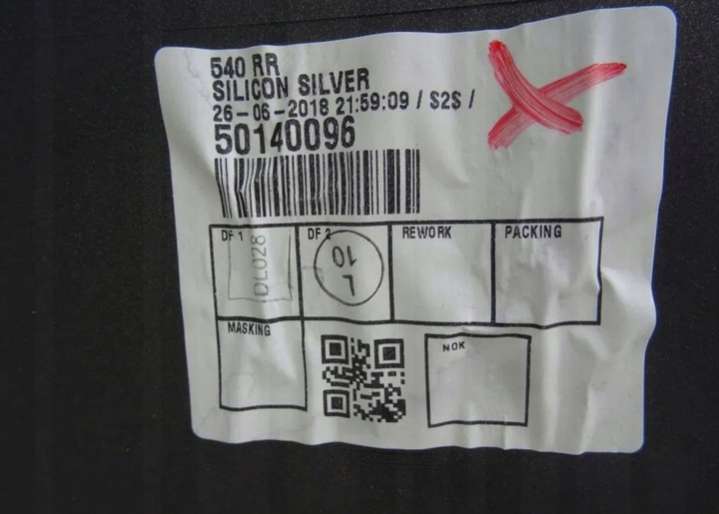 540 RR
SILICON SILVER
26-06-2018 21:59:09 / S2S /
50140096
DF 1
DF 2
REWORK
PACKING
DL028
L
10
MASKING
NOK